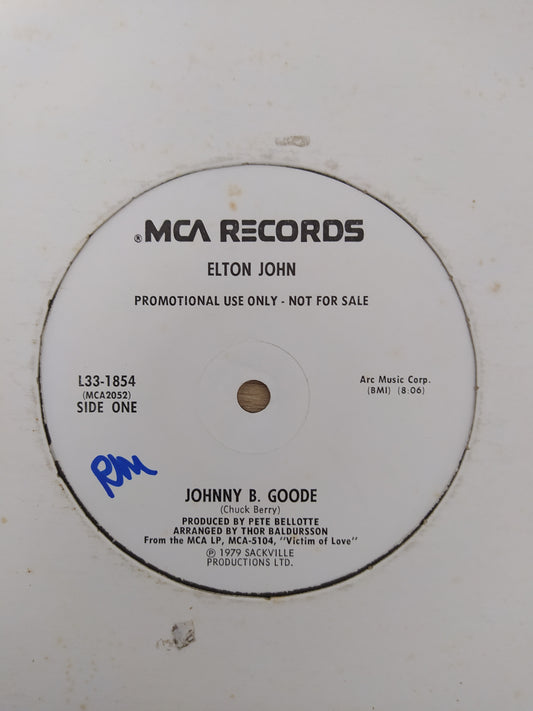 ® MCA RECORDS
ELTON JOHN
PROMOTIONAL USE ONLY - NOT FOR SALE
L33-1854
(MCA2052)
SIDE ONE
Arc Music Corp.
(BMI) (8:06)
JOHNNY B. GOODE
(Chuck Berry)
PRODUCED BY PETE BELLOTTE
ARRANGED BY THOR BALDURSSON
From the MCA LP, MCA-5104, "Victim of Love"
℗ 1979 SACKVILLE
PRODUCTIONS LTD.